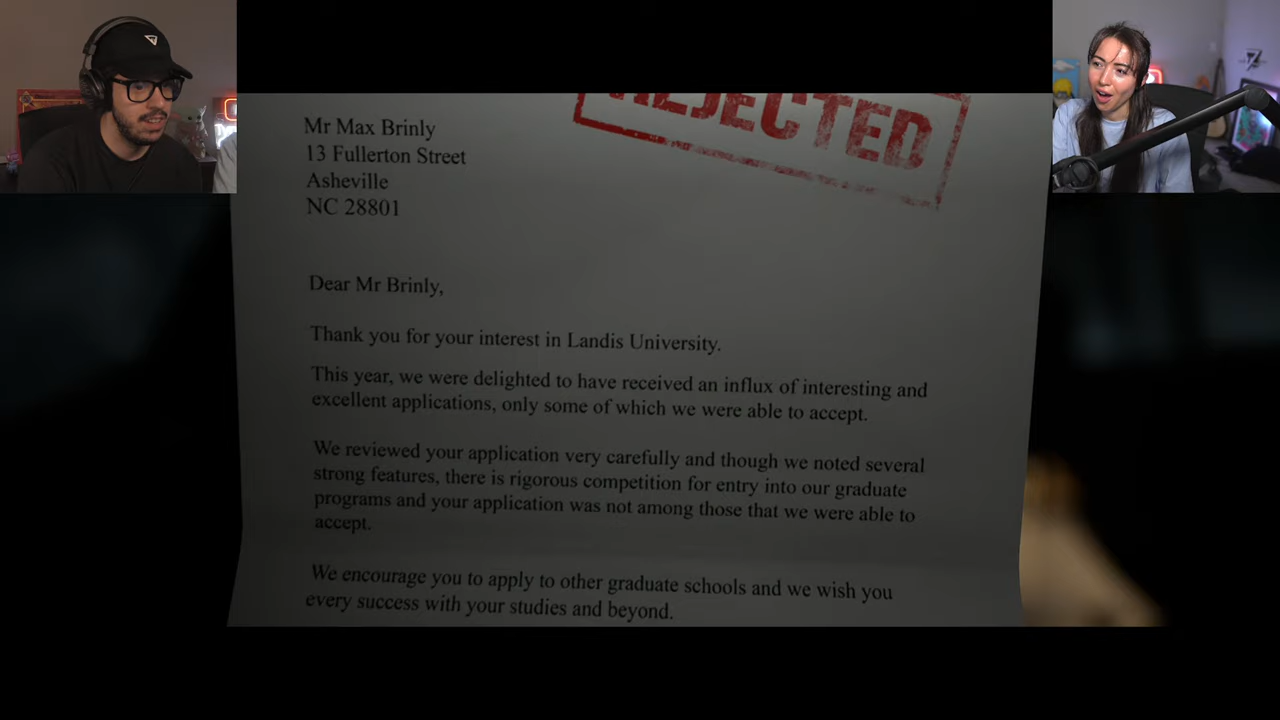 REJECTED
Mr Max Brinly
13 Fullerton Street
Asheville
NC 28801
Dear Mr Brinly,
Thank you for your interest in Landis University.
This year, we were delighted to have received an influx of interesting and
excellent applications, only some of which we were able to accept.
We reviewed your application very carefully and though we noted several
strong features, there is rigorous competition for entry into our graduate
programs and your application was not among those that we were able to
accept.
We encourage you to apply to other graduate schools and we wish you
every success with your studies and beyond.